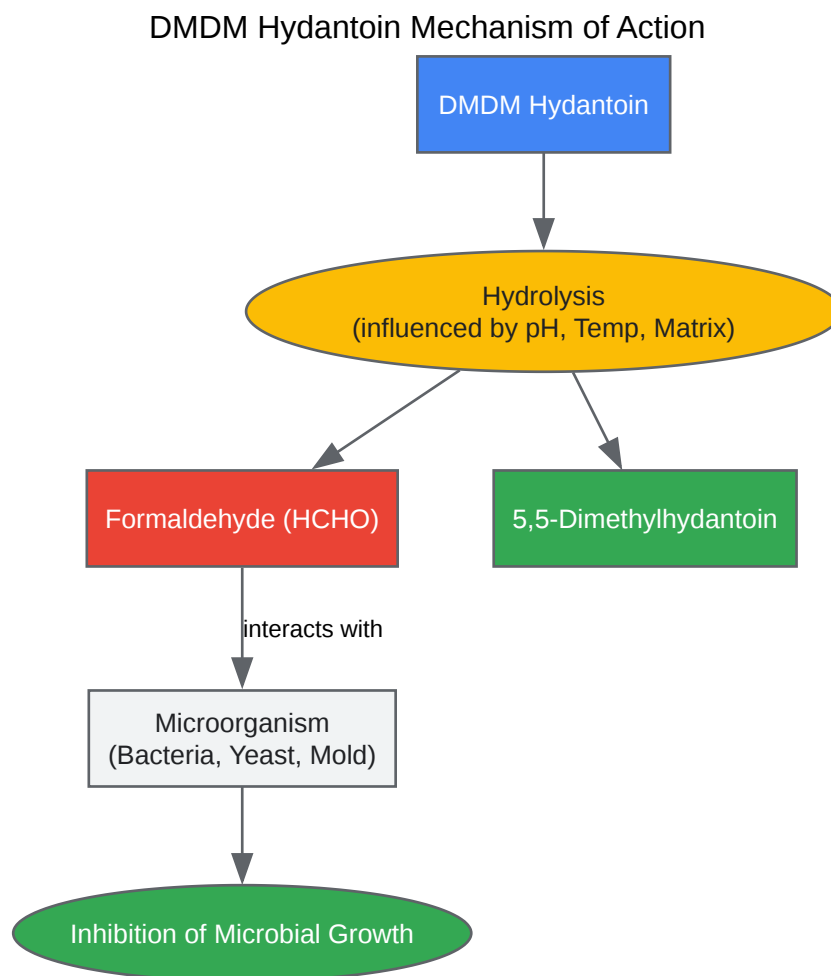 DMDM Hydantoin Mechanism of Action
DMDM Hydantoin
Hydrolysis
(influenced by pH, Temp, Matrix)
Formaldehyde (HCHO)
5,5-Dimethylhydantoin
interacts with
Microorganism
(Bacteria, Yeast, Mold)
Inhibition of Microbial Growth